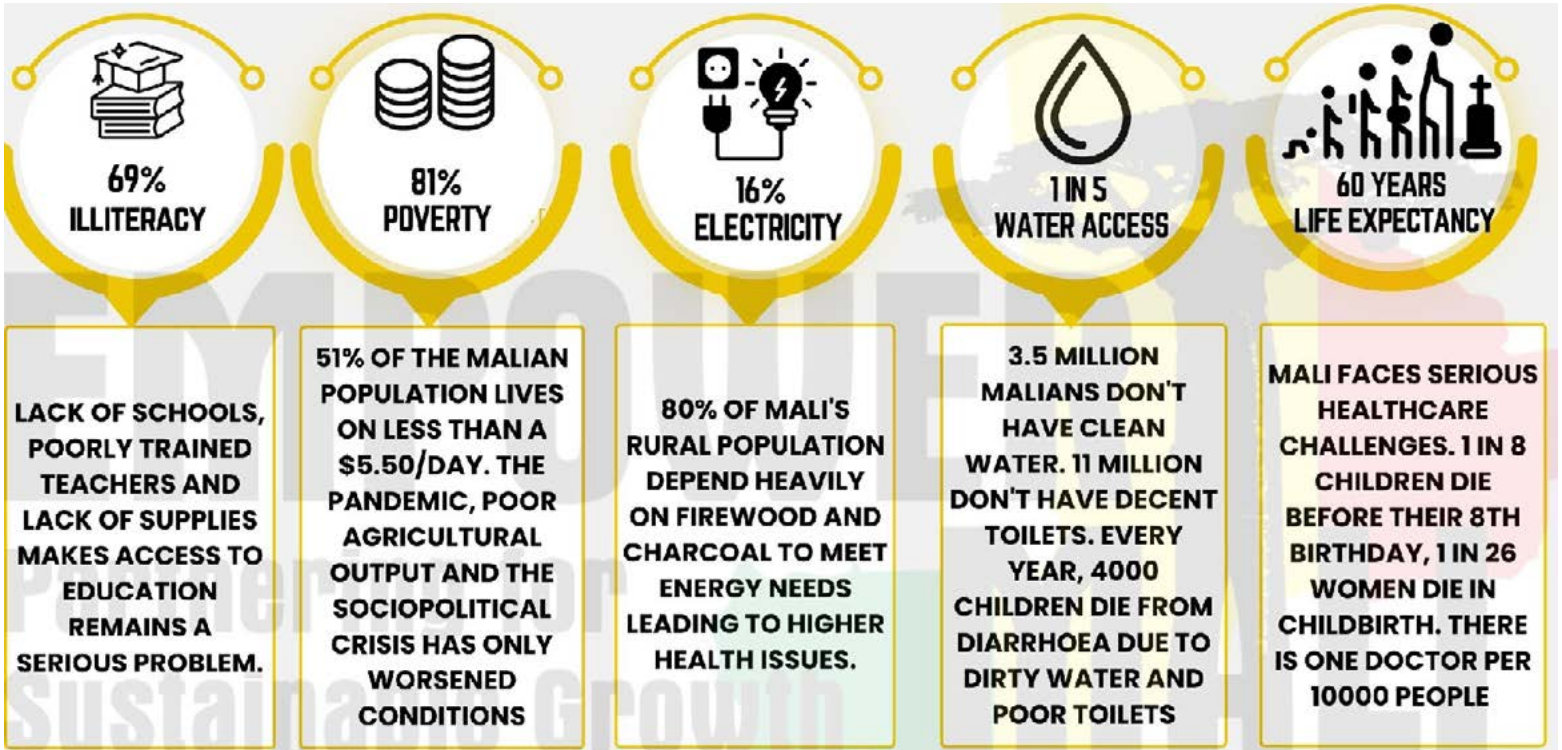 69%
ILLITERACY
81%
POVERTY
16%
ELECTRICITY
1 IN 5
WATER ACCESS
60 YEARS
LIFE EXPECTANCY
LACK OF SCHOOLS,
POORLY TRAINED
TEACHERS AND
LACK OF SUPPLIES
MAKES ACCESS TO
EDUCATION
REMAINS A
SERIOUS PROBLEM.
51% OF THE MALIAN
POPULATION LIVES
ON LESS THAN A
$5.50/DAY. THE
PANDEMIC, POOR
AGRICULTURAL
OUTPUT AND THE
SOCIOPOLITICAL
CRISIS HAS ONLY
WORSENED
CONDITIONS
80% OF MALI'S
RURAL POPULATION
DEPEND HEAVILY
ON FIREWOOD AND
CHARCOAL TO MEET
ENERGY NEEDS
LEADING TO HIGHER
HEALTH ISSUES.
3.5 MILLION
MALIANS DON'T
HAVE CLEAN
WATER. 11 MILLION
DON'T HAVE DECENT
TOILETS. EVERY
YEAR, 4000
CHILDREN DIE FROM
DIARRHOEA DUE TO
DIRTY WATER AND
POOR TOILETS
MALI FACES SERIOUS
HEALTHCARE
CHALLENGES. 1 IN 8
CHILDREN DIE
BEFORE THEIR 8TH
BIRTHDAY, 1 IN 26
WOMEN DIE IN
CHILDBIRTH. THERE
IS ONE DOCTOR PER
10000 PEOPLE
EMPOWER
MALI
Partnering for
Sustainable Growth